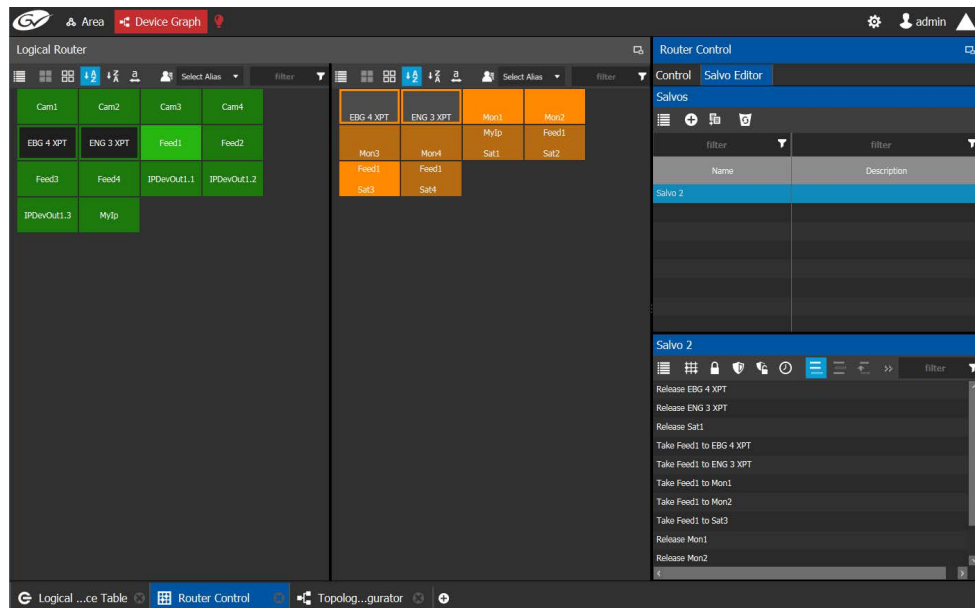 Area Device Graph admin
Logical Router
Select Alias filter
Cam1 Cam2 Cam3 Cam4
EBG 4 XPT ENG 3 XPT Feed1 Feed2
Feed3 Feed4 IPDevOut1.1 IPDevOut1.2
IPDevOut1.3 MyIp
Select Alias filter
EBG 4 XPT ENG 3 XPT Mon1 Mon2
MyIp Feed1
Mon3 Mon4 Sat1 Sat2
Feed1 Feed1
Sat3 Sat4
Router Control
Control Salvo Editor
Salvos
filter filter
Name Description
Salvo 2
Salvo 2
filter
Release EBG 4 XPT
Release ENG 3 XPT
Release Sat1
Take Feed1 to EBG 4 XPT
Take Feed1 to ENG 3 XPT
Take Feed1 to Mon1
Take Feed1 to Mon2
Take Feed1 to Sat3
Release Mon1
Release Mon2
Logical ...ce Table Router Control Topolog...gurator